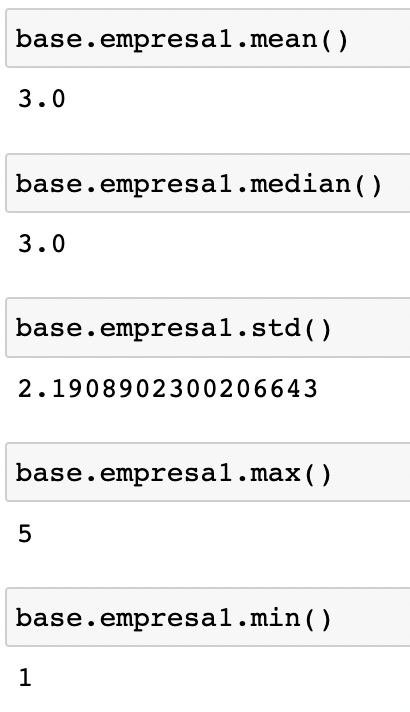 base.empresa1.mean()
3.0
base.empresa1.median()
3.0
base.empresa1.std()
2.1908902300206643
base.empresa1.max()
5
base.empresa1.min()
1